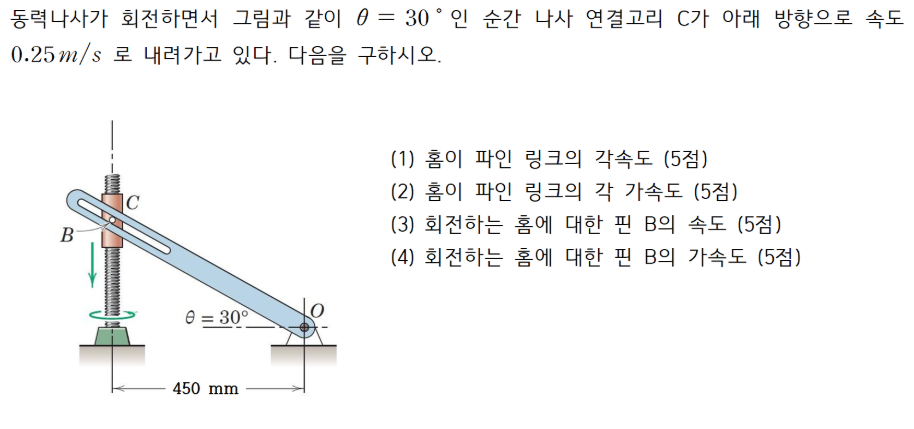 동력나사가 회전하면서 그림과 같이 θ = 30°인 순간 나사 연결고리 C가 아래 방향으로 속도
0.25m/s 로 내려가고 있다. 다음을 구하시오.
(1) 홈이 파인 링크의 각속도 (5점)
(2) 홈이 파인 링크의 각 가속도 (5점)
(3) 회전하는 홈에 대한 핀 B의 속도 (5점)
(4) 회전하는 홈에 대한 핀 B의 가속도 (5점)
C
B
O
θ = 30°
450 mm